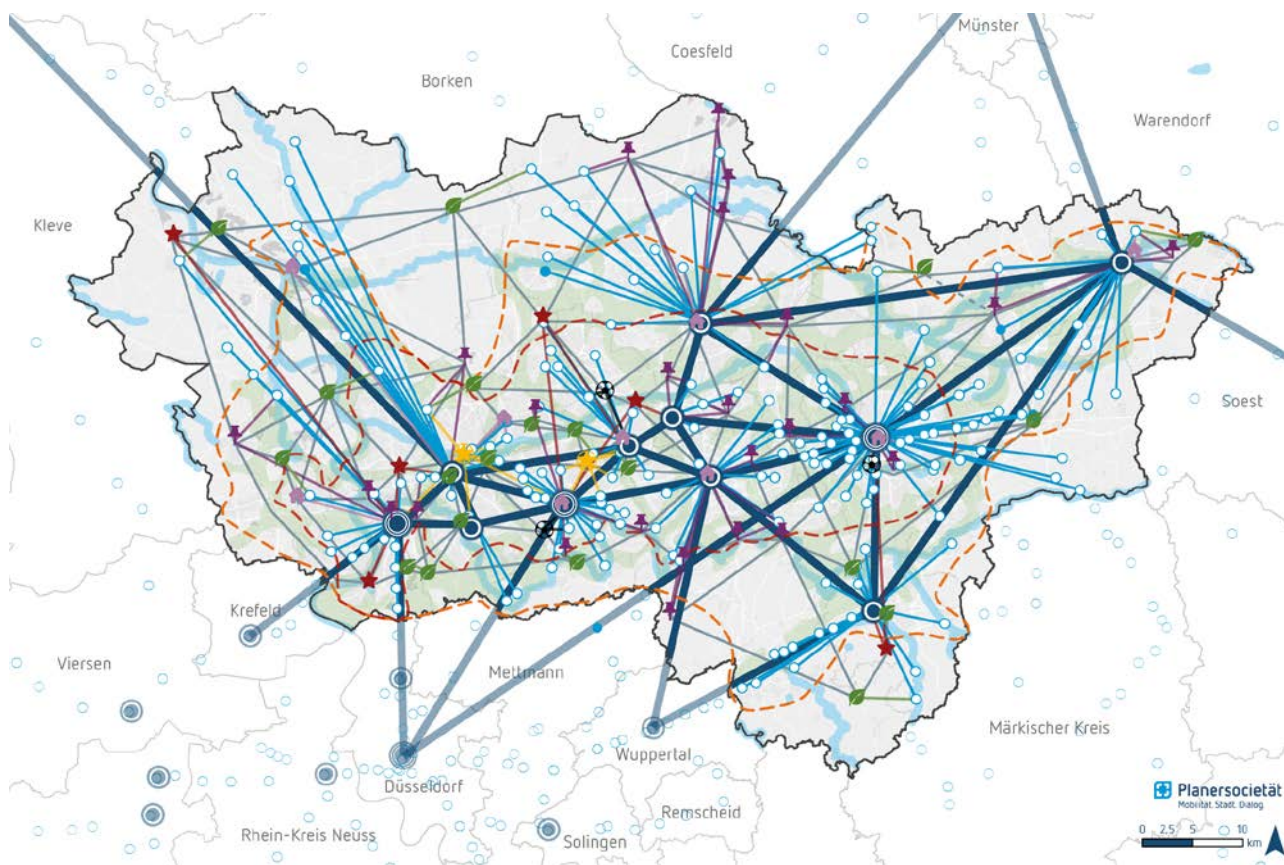 Münster
Coesfeld
Borken
Warendorf
Kleve
Soest
Krefeld
Viersen
Mettmann
Märkischer Kreis
Wuppertal
Düsseldorf
Remscheid
Rhein-Kreis Neuss
Solingen
Planersocietät
Mobilität. Stadt. Dialog.
0 2.5 5 10
km